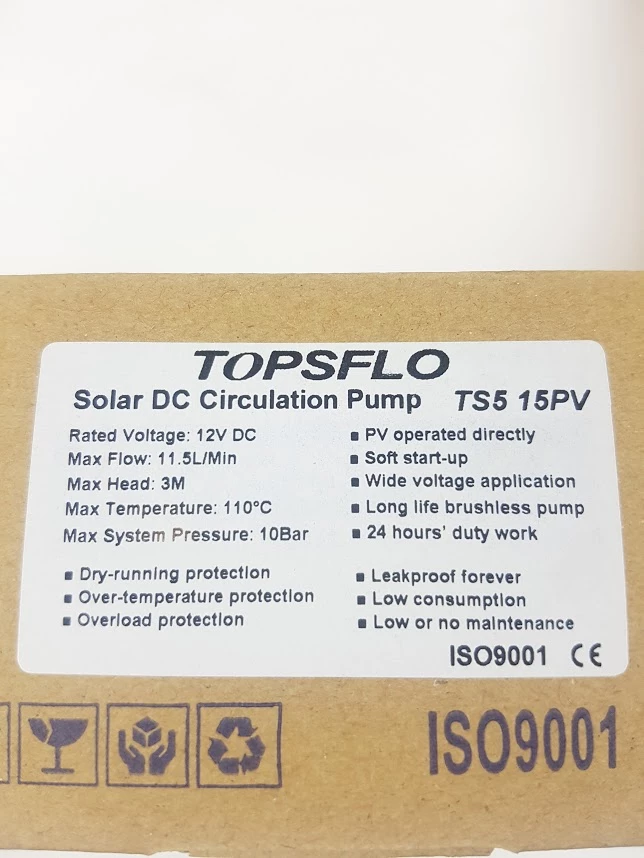 TOPSFLO
Solar DC Circulation Pump TS5 15PV
Rated Voltage: 12V DC
Max Flow: 11.5L/Min
Max Head: 3M
Max Temperature: 110°C
Max System Pressure: 10Bar
▪ PV operated directly
▪ Soft start-up
▪ Wide voltage application
▪ Long life brushless pump
▪ 24 hours' duty work
▪ Dry-running protection
▪ Over-temperature protection
▪ Overload protection
▪ Leakproof forever
▪ Low consumption
▪ Low or no maintenance
ISO9001 CE
ISO9001